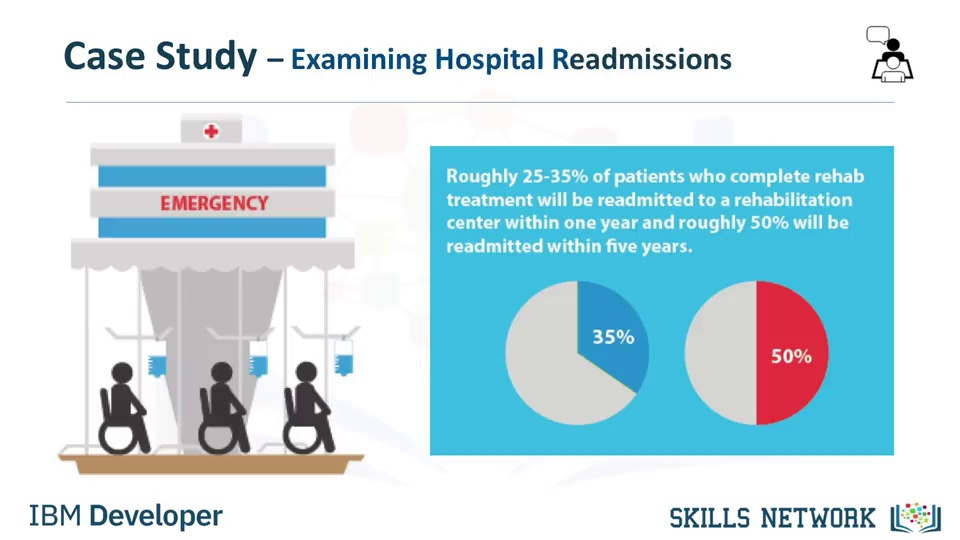 Case Study – Examining Hospital Readmissions
EMERGENCY
Roughly 25-35% of patients who complete rehab
treatment will be readmitted to a rehabilitation
center within one year and roughly 50% will be
readmitted within five years.
35%
50%
IBM Developer
SKILLS NETWORK